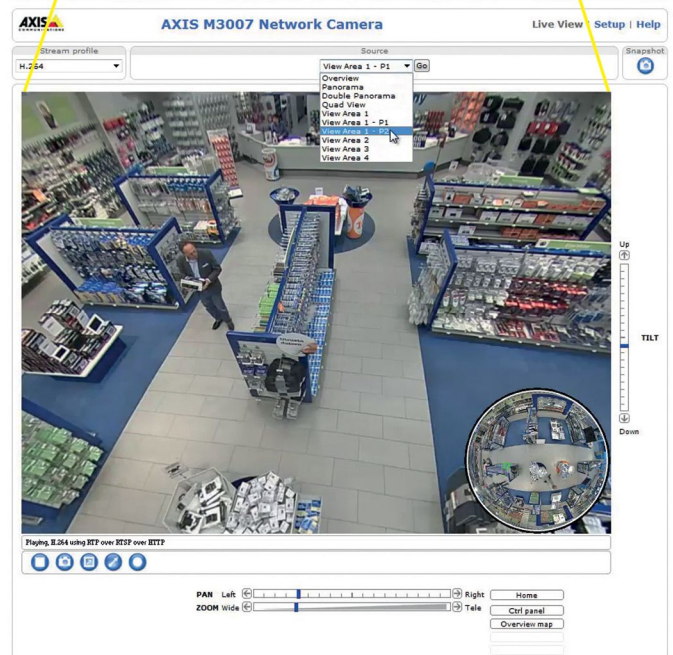 AXIS
COMMUNICATIONS
AXIS M3007 Network Camera
Live View | Setup | Help
Stream profile
H.264
Source
View Area 1 - P1
Go
Snapshot
Overview
Panorama
Double Panorama
Quad View
View Area 1
View Area 1 - P1
View Area 1 - P2
View Area 2
View Area 3
View Area 4
Up
TILT
Down
Playing, H.264 using RTP over RTSP over HTTP
PAN Left Right
ZOOM Wide Tele
Home
Ctrl panel
Overview map